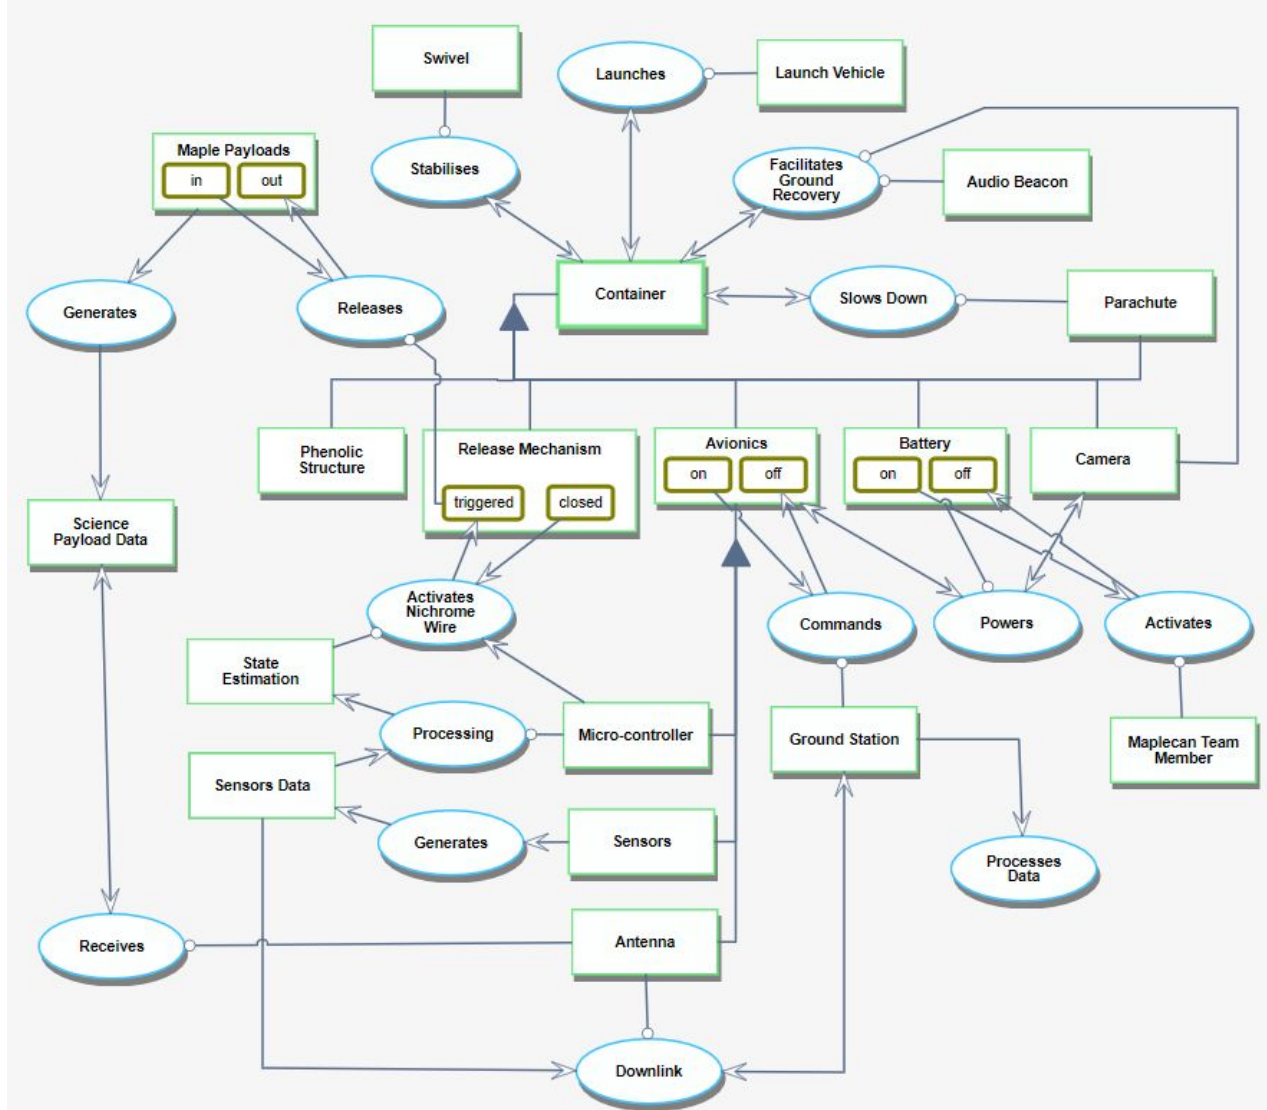 Swivel
Launches
Launch Vehicle
Maple Payloads
in
out
Stabilises
Facilitates
Ground
Recovery
Audio Beacon
Generates
Releases
Container
Slows Down
Parachute
Phenolic
Structure
Release Mechanism
triggered
closed
Avionics
on
off
Battery
on
off
Camera
Science
Payload Data
Activates
Nichrome
Wire
Commands
Powers
Activates
State
Estimation
Processing
Micro-controller
Ground Station
Maplecan Team
Member
Sensors Data
Generates
Sensors
Processes
Data
Receives
Antenna
Downlink